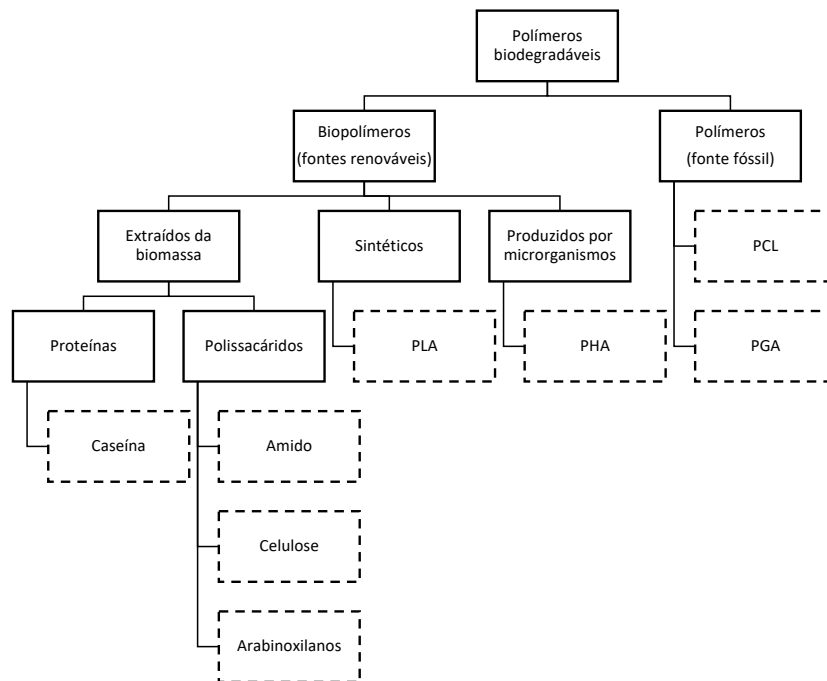 Polímeros
biodegradáveis
Biopolímeros
(fontes renováveis)
Polímeros
(fonte fóssil)
Extraídos da
biomassa
Sintéticos
Produzidos por
microrganismos
PCL
Proteínas
Polissacáridos
PLA
PHA
PGA
Caseína
Amido
Celulose
Arabinoxilanos